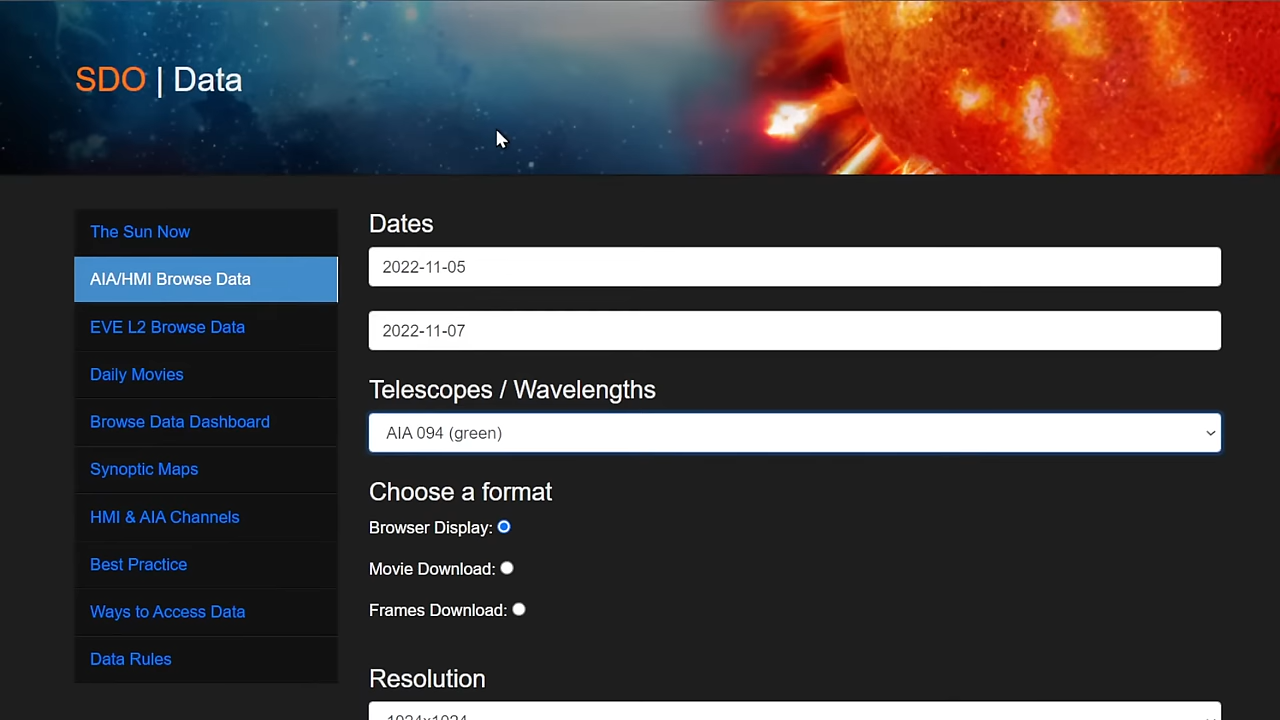 SDO | Data
The Sun Now
AIA/HMI Browse Data
EVE L2 Browse Data
Daily Movies
Browse Data Dashboard
Synoptic Maps
HMI & AIA Channels
Best Practice
Ways to Access Data
Data Rules
Dates
2022-11-05
2022-11-07
Telescopes / Wavelengths
AIA 094 (green)
Choose a format
Browser Display:
Movie Download:
Frames Download:
Resolution
1024x1024